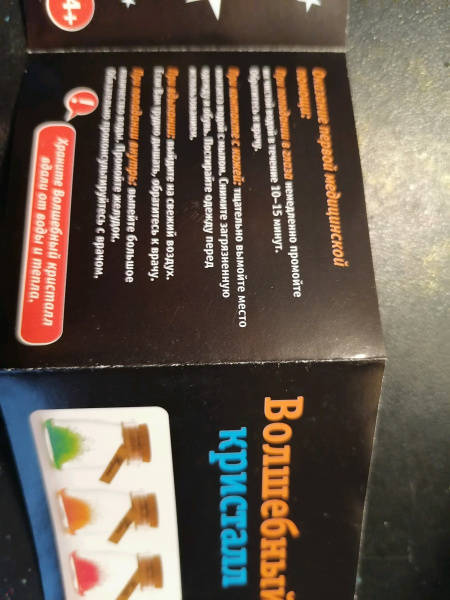 4+
Оказание первой медицинской
помощи:
При попадании в глаза: немедленно промойте
их чистой водой в течение 10-15 минут.
Обратитесь к врачу.
При контакте с кожей: тщательно вымойте место
контакта водой с мылом. Снимите загрязненную
одежду и обувь. Постирайте одежду перед
использованием.
При вдыхании: выйдите на свежий воздух.
Если Вам трудно дышать, обратитесь к врачу.
При попадании внутрь: выпейте большое
количество воды. Промойте желудок.
Обязательно проконсультируйтесь с врачом.
!
Храните Волшебный кристалл
вдали от воды и тепла.
Волшебный
кристалл